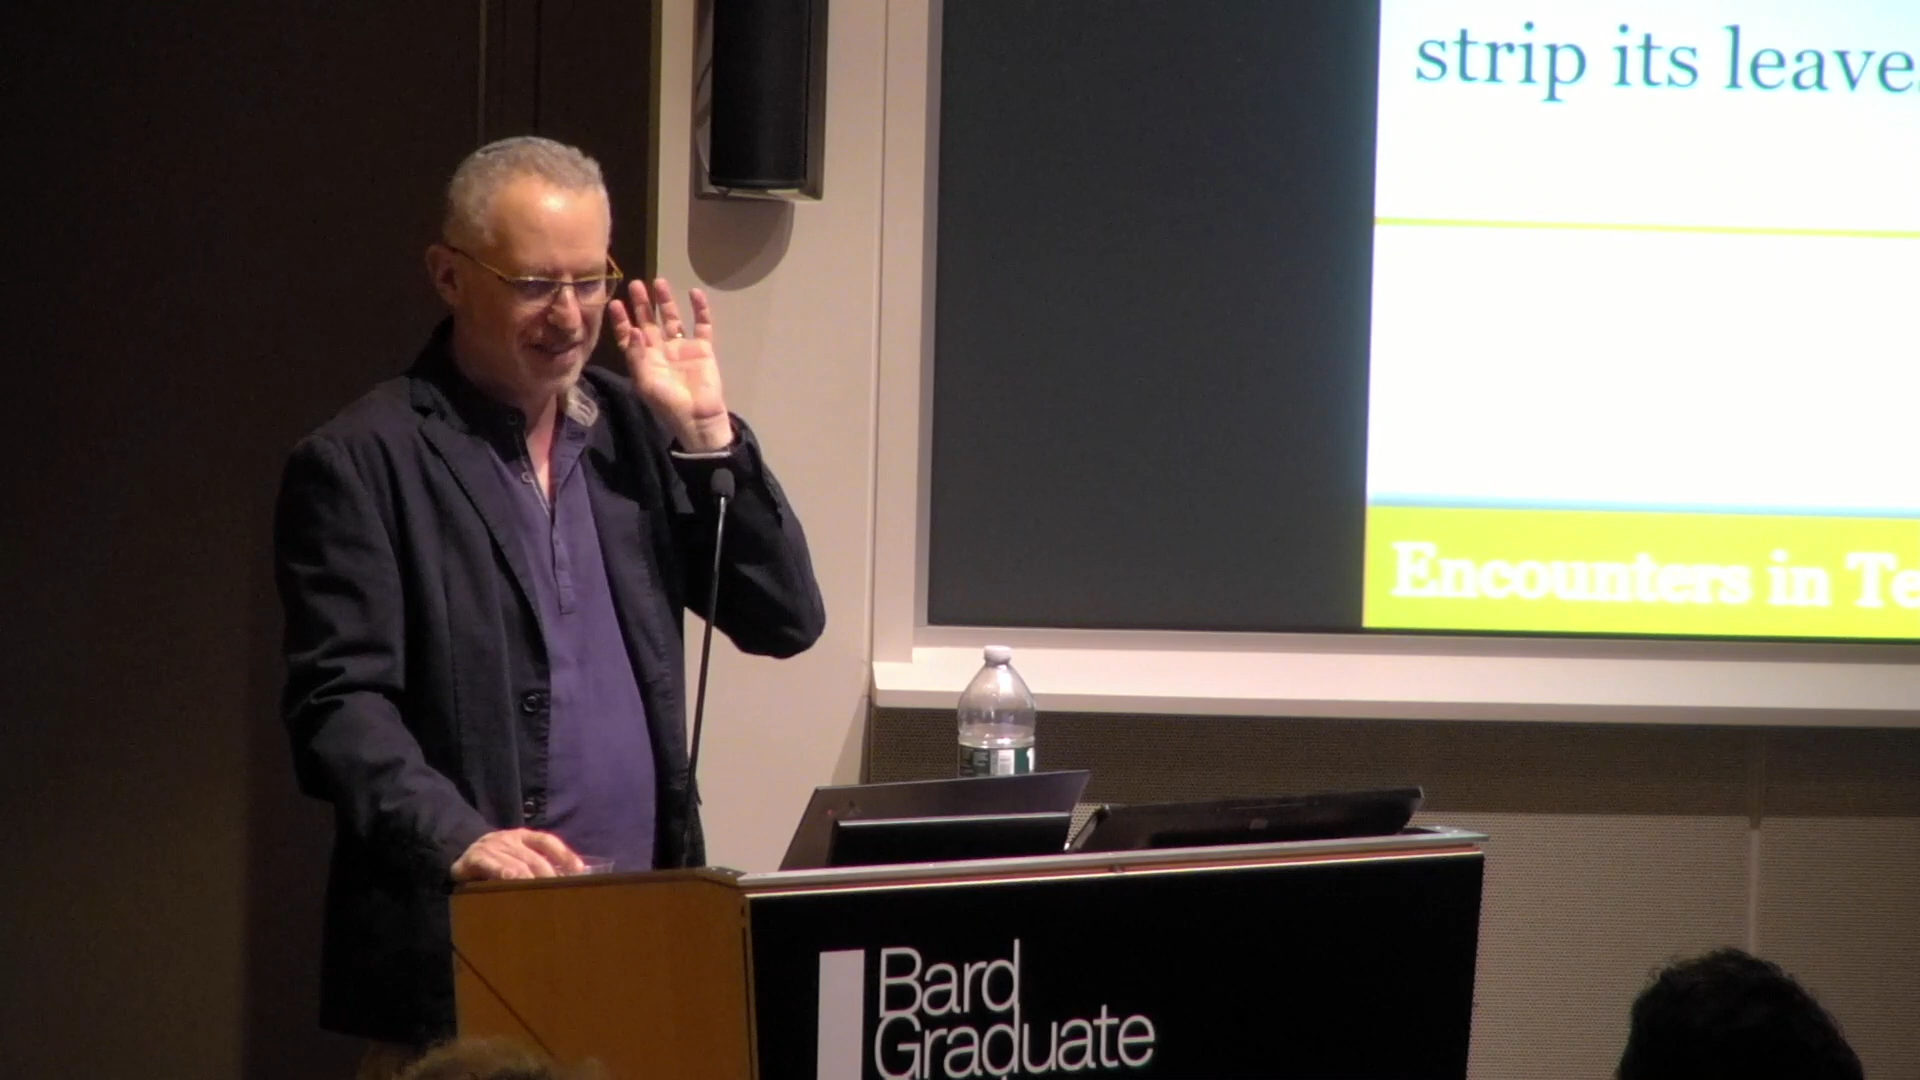 strip its leave
Encounters in Te
Bard
Graduate